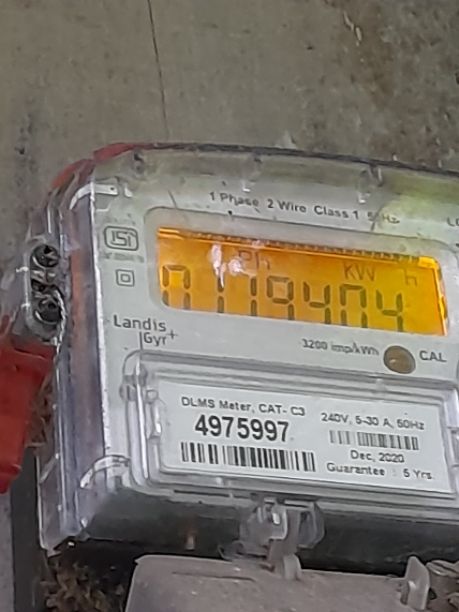 1 Phase 2 Wire Class 1 50Hz
ISI
Ph KW h
Landis
Gyr+
3200 imp/kWh CAL
DLMS Meter, CAT- C3
4975997
240V, 5-30 A, 50Hz
Dec, 2020
Guarantee : 5 Yrs.